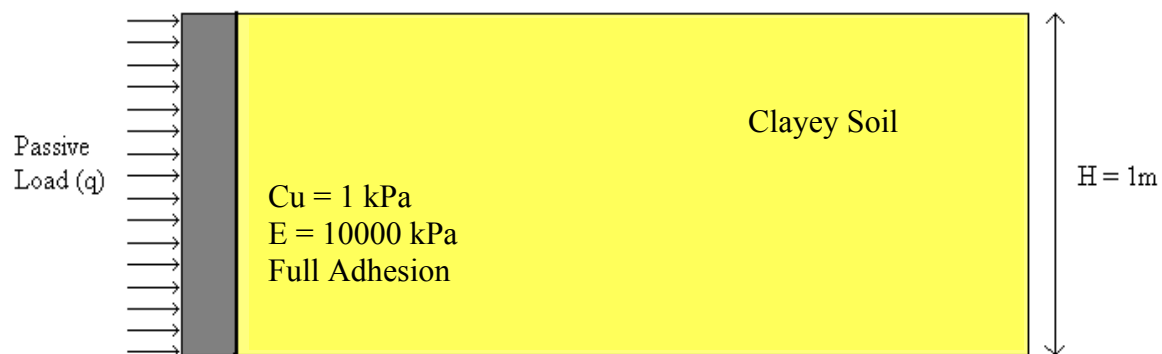 Clayey Soil
Passive
Load (q)
H = 1m
Cu = 1 kPa
E = 10000 kPa
Full Adhesion